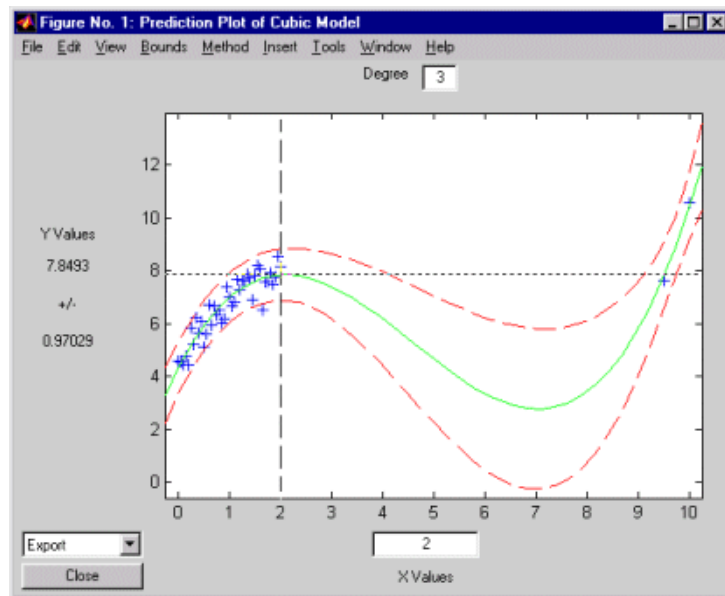 Figure No. 1: Prediction Plot of Cubic Model
File Edit View Bounds Method Insert Tools Window Help
Degree 3
12
10
8
6
4
2
0
Y Values
7.8493
+/-
0.97029
0 1 2 3 4 5 6 7 8 9 10
Export
2
Close
X Values